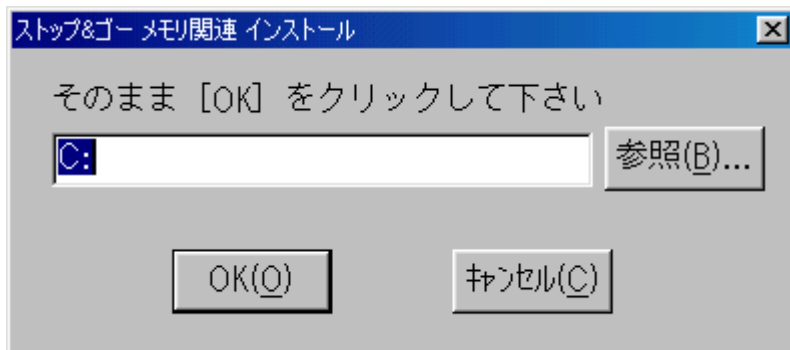 ストップ&ゴー メモリ関連 インストール
そのまま [OK] をクリックして下さい
C:
参照(B)...
OK(O)
ｷｬﾝｾﾙ(C)